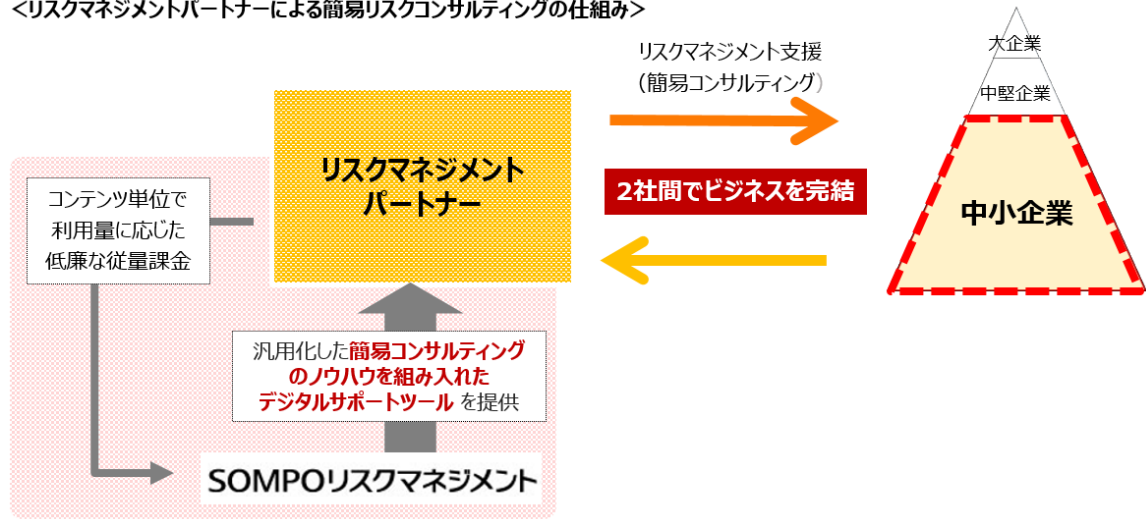 <リスクマネジメントパートナーによる簡易リスクコンサルティングの仕組み>
リスクマネジメント支援
(簡易コンサルティング)
大企業
中堅企業
中小企業
リスクマネジメント
パートナー
2社間でビジネスを完結
コンテンツ単位で
利用量に応じた
低廉な従量課金
汎用化した簡易コンサルティング
のノウハウを組み入れた
デジタルサポートツール を提供
SOMPOリスクマネジメント